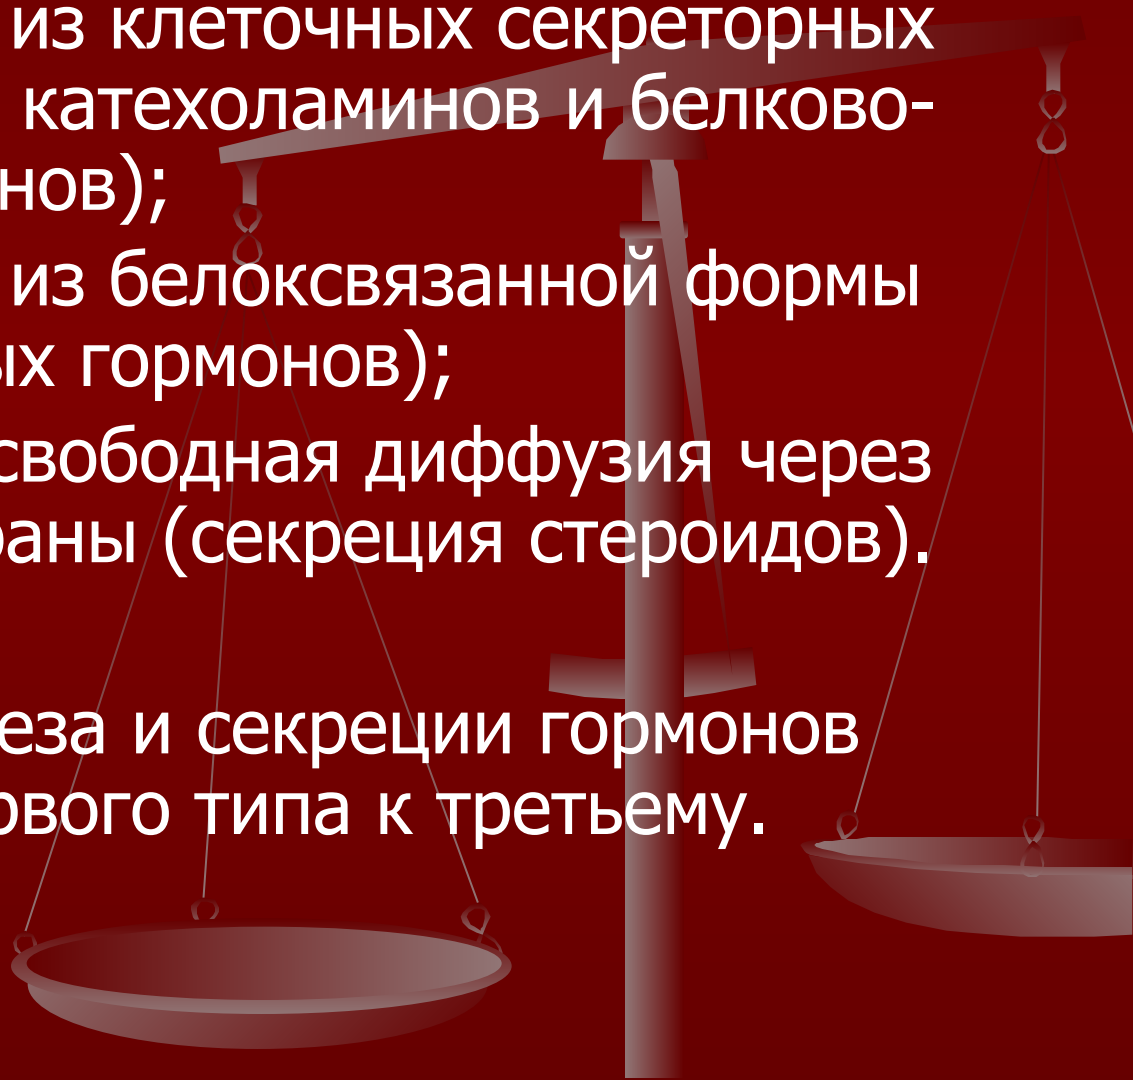 из клеточных секреторных
катехоламинов и белково-
нов);
из белоксвязанной формы
ых гормонов);
свободная диффузия через
раны (секреция стероидов).
еза и секреции гормонов
рвого типа к третьему.